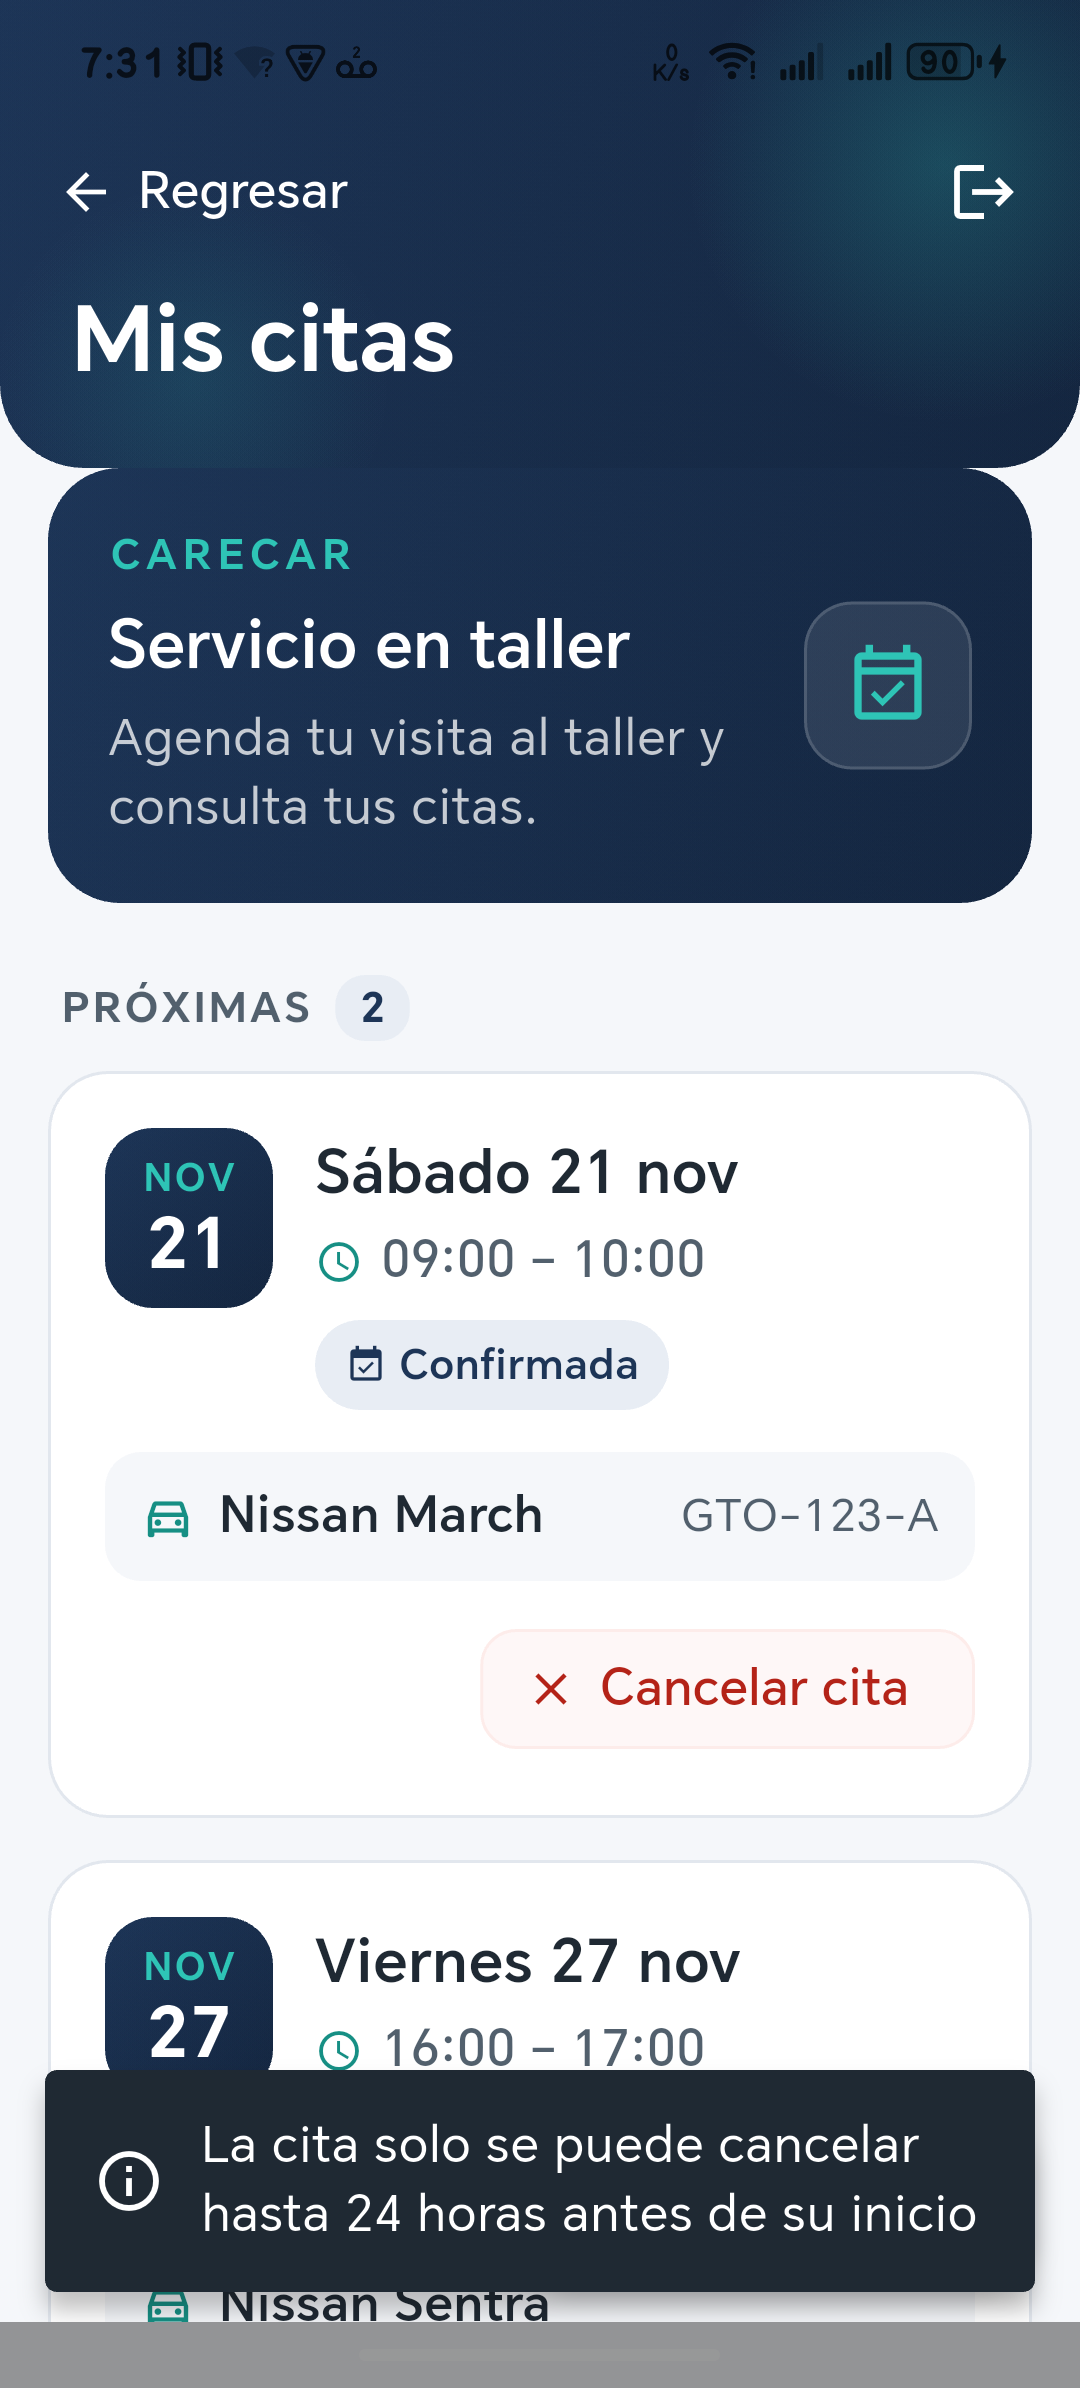 7:31
2
0
K/s
90
Regresar
Mis citas
CARECAR
Servicio en taller
Agenda tu visita al taller y
consulta tus citas.
PRÓXIMAS 2
NOV
21
Sábado 21 nov
09:00 – 10:00
Confirmada
Nissan March GTO-123-A
Cancelar cita
NOV
27
Viernes 27 nov
16:00 – 17:00
La cita solo se puede cancelar
hasta 24 horas antes de su inicio
Nissan Sentra